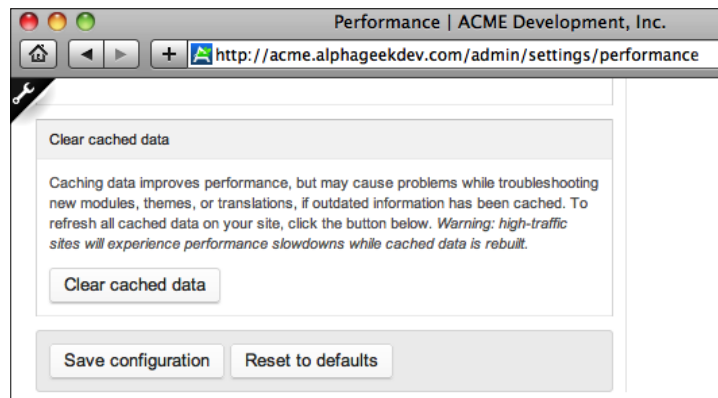 Performance | ACME Development, Inc.
http://acme.alphageekdev.com/admin/settings/performance
Clear cached data
Caching data improves performance, but may cause problems while troubleshooting
new modules, themes, or translations, if outdated information has been cached. To
refresh all cached data on your site, click the button below. Warning: high-traffic
sites will experience performance slowdowns while cached data is rebuilt.
Clear cached data
Save configuration Reset to defaults